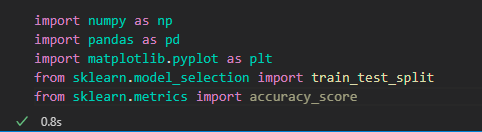 import numpy as np
import pandas as pd
import matplotlib.pyplot as plt
from sklearn.model_selection import train_test_split
from sklearn.metrics import accuracy_score
0.8s